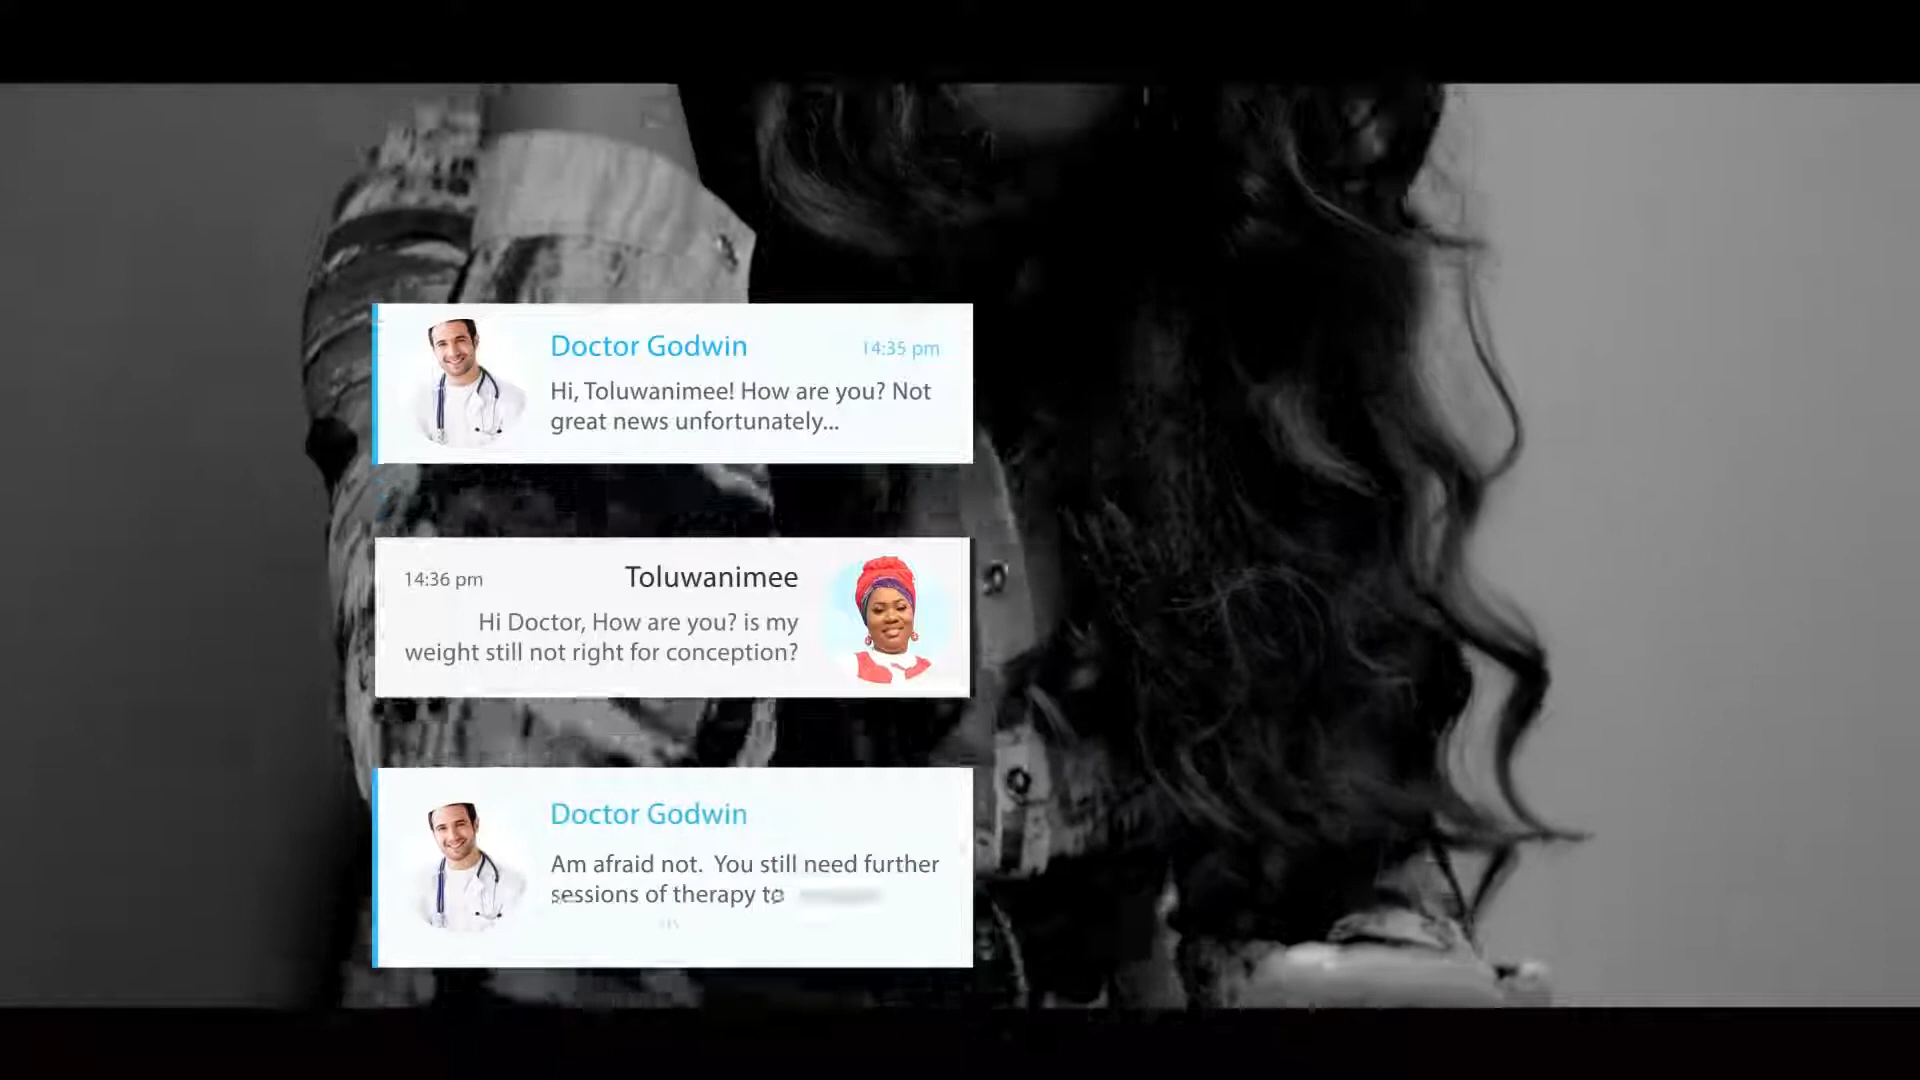 Doctor Godwin
14:35 pm
Hi, Toluwanimee! How are you? Not
great news unfortunately...
14:36 pm
Toluwanimee
Hi Doctor, How are you? is my
weight still not right for conception?
Doctor Godwin
Am afraid not. You still need further
sessions of therapy to